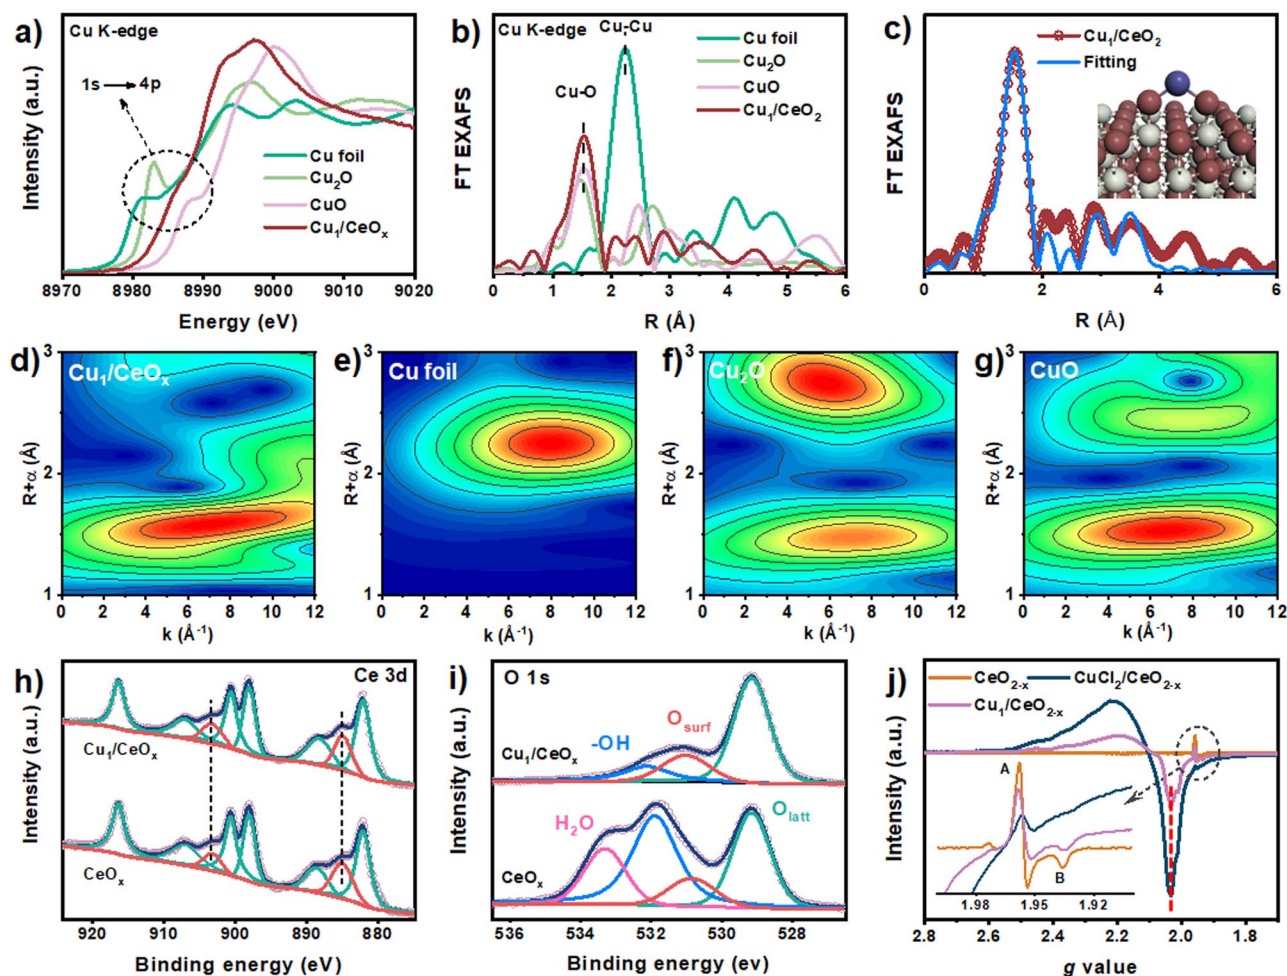 a)
Cu K-edge
1s → 4p
Cu foil
Cu₂O
CuO
Cu₁/CeOₓ
Intensity (a.u.)
8970 8980 8990 9000 9010 9020
Energy (eV)
b)
Cu K-edge
Cu-Cu
Cu-O
Cu foil
Cu₂O
CuO
Cu₁/CeO₂
FT EXAFS
0 1 2 3 4 5 6
R (Å)
c)
Cu₁/CeO₂
Fitting
FT EXAFS
0 2 4 6
R (Å)
d)
Cu₁/CeOₓ
R+α (Å)
3
2
1
0 2 4 6 8 10 12
k (Å⁻¹)
e)
Cu foil
R+α (Å)
3
2
1
0 2 4 6 8 10 12
k (Å⁻¹)
f)
Cu₂O
R+α (Å)
3
2
1
0 2 4 6 8 10 12
k (Å⁻¹)
g)
CuO
R+α (Å)
3
2
1
0 2 4 6 8 10 12
k (Å⁻¹)
h)
Ce 3d
Cu₁/CeOₓ
CeOₓ
Intensity (a.u.)
920 910 900 890 880
Binding energy (eV)
i)
O 1s
Oₛᵤᵣf
-OH
Cu₁/CeOₓ
H₂O
Oₗₐₜₜ
CeOₓ
Intensity (a.u.)
536 534 532 530 528
Binding energy (ev)
j)
CeO₂₋ₓ
CuCl₂/CeO₂₋ₓ
Cu₁/CeO₂₋ₓ
A
B
1.98 1.95 1.92
Intensity (a.u.)
2.8 2.6 2.4 2.2 2.0 1.8
g value